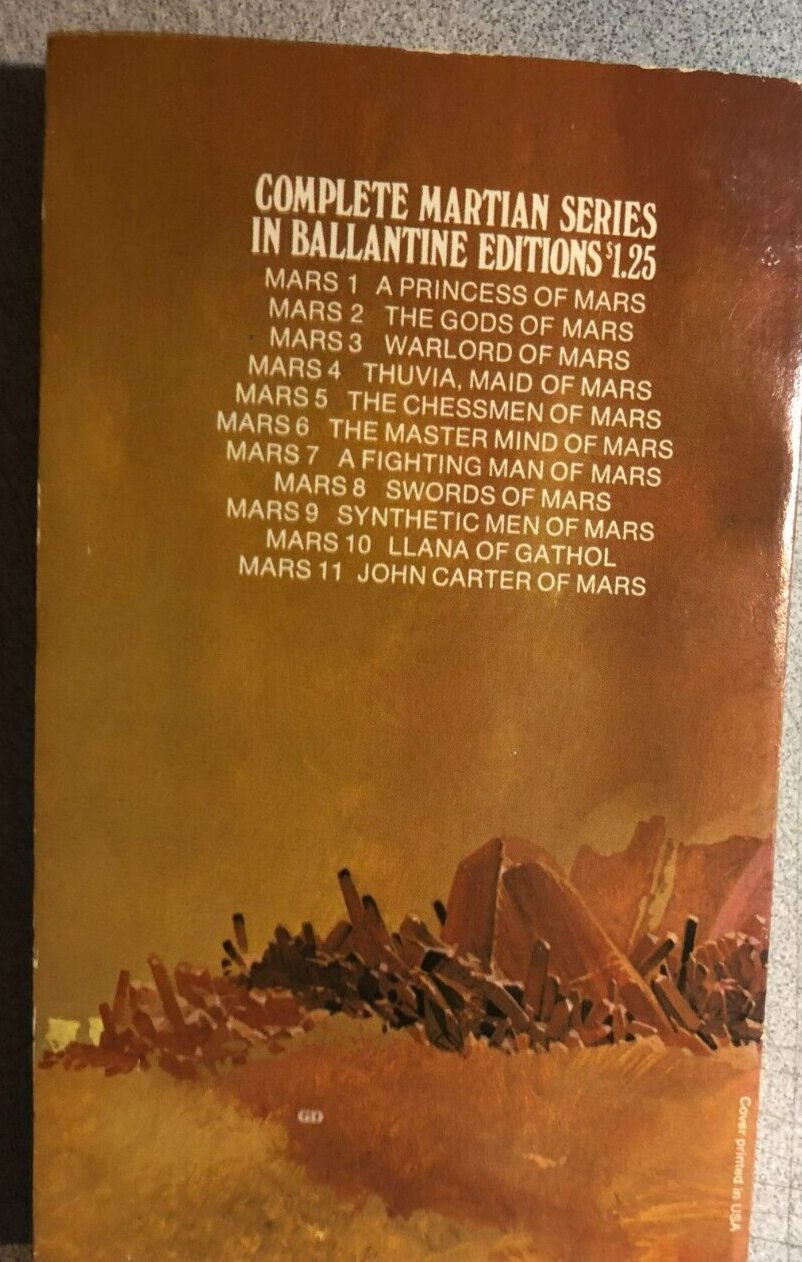 COMPLETE MARTIAN SERIES
IN BALLANTINE EDITIONS $1.25
MARS 1 A PRINCESS OF MARS
MARS 2 THE GODS OF MARS
MARS 3 WARLORD OF MARS
MARS 4 THUVIA, MAID OF MARS
MARS 5 THE CHESSMEN OF MARS
MARS 6 THE MASTER MIND OF MARS
MARS 7 A FIGHTING MAN OF MARS
MARS 8 SWORDS OF MARS
MARS 9 SYNTHETIC MEN OF MARS
MARS 10 LLANA OF GATHOL
MARS 11 JOHN CARTER OF MARS
GD
Cover printed in USA